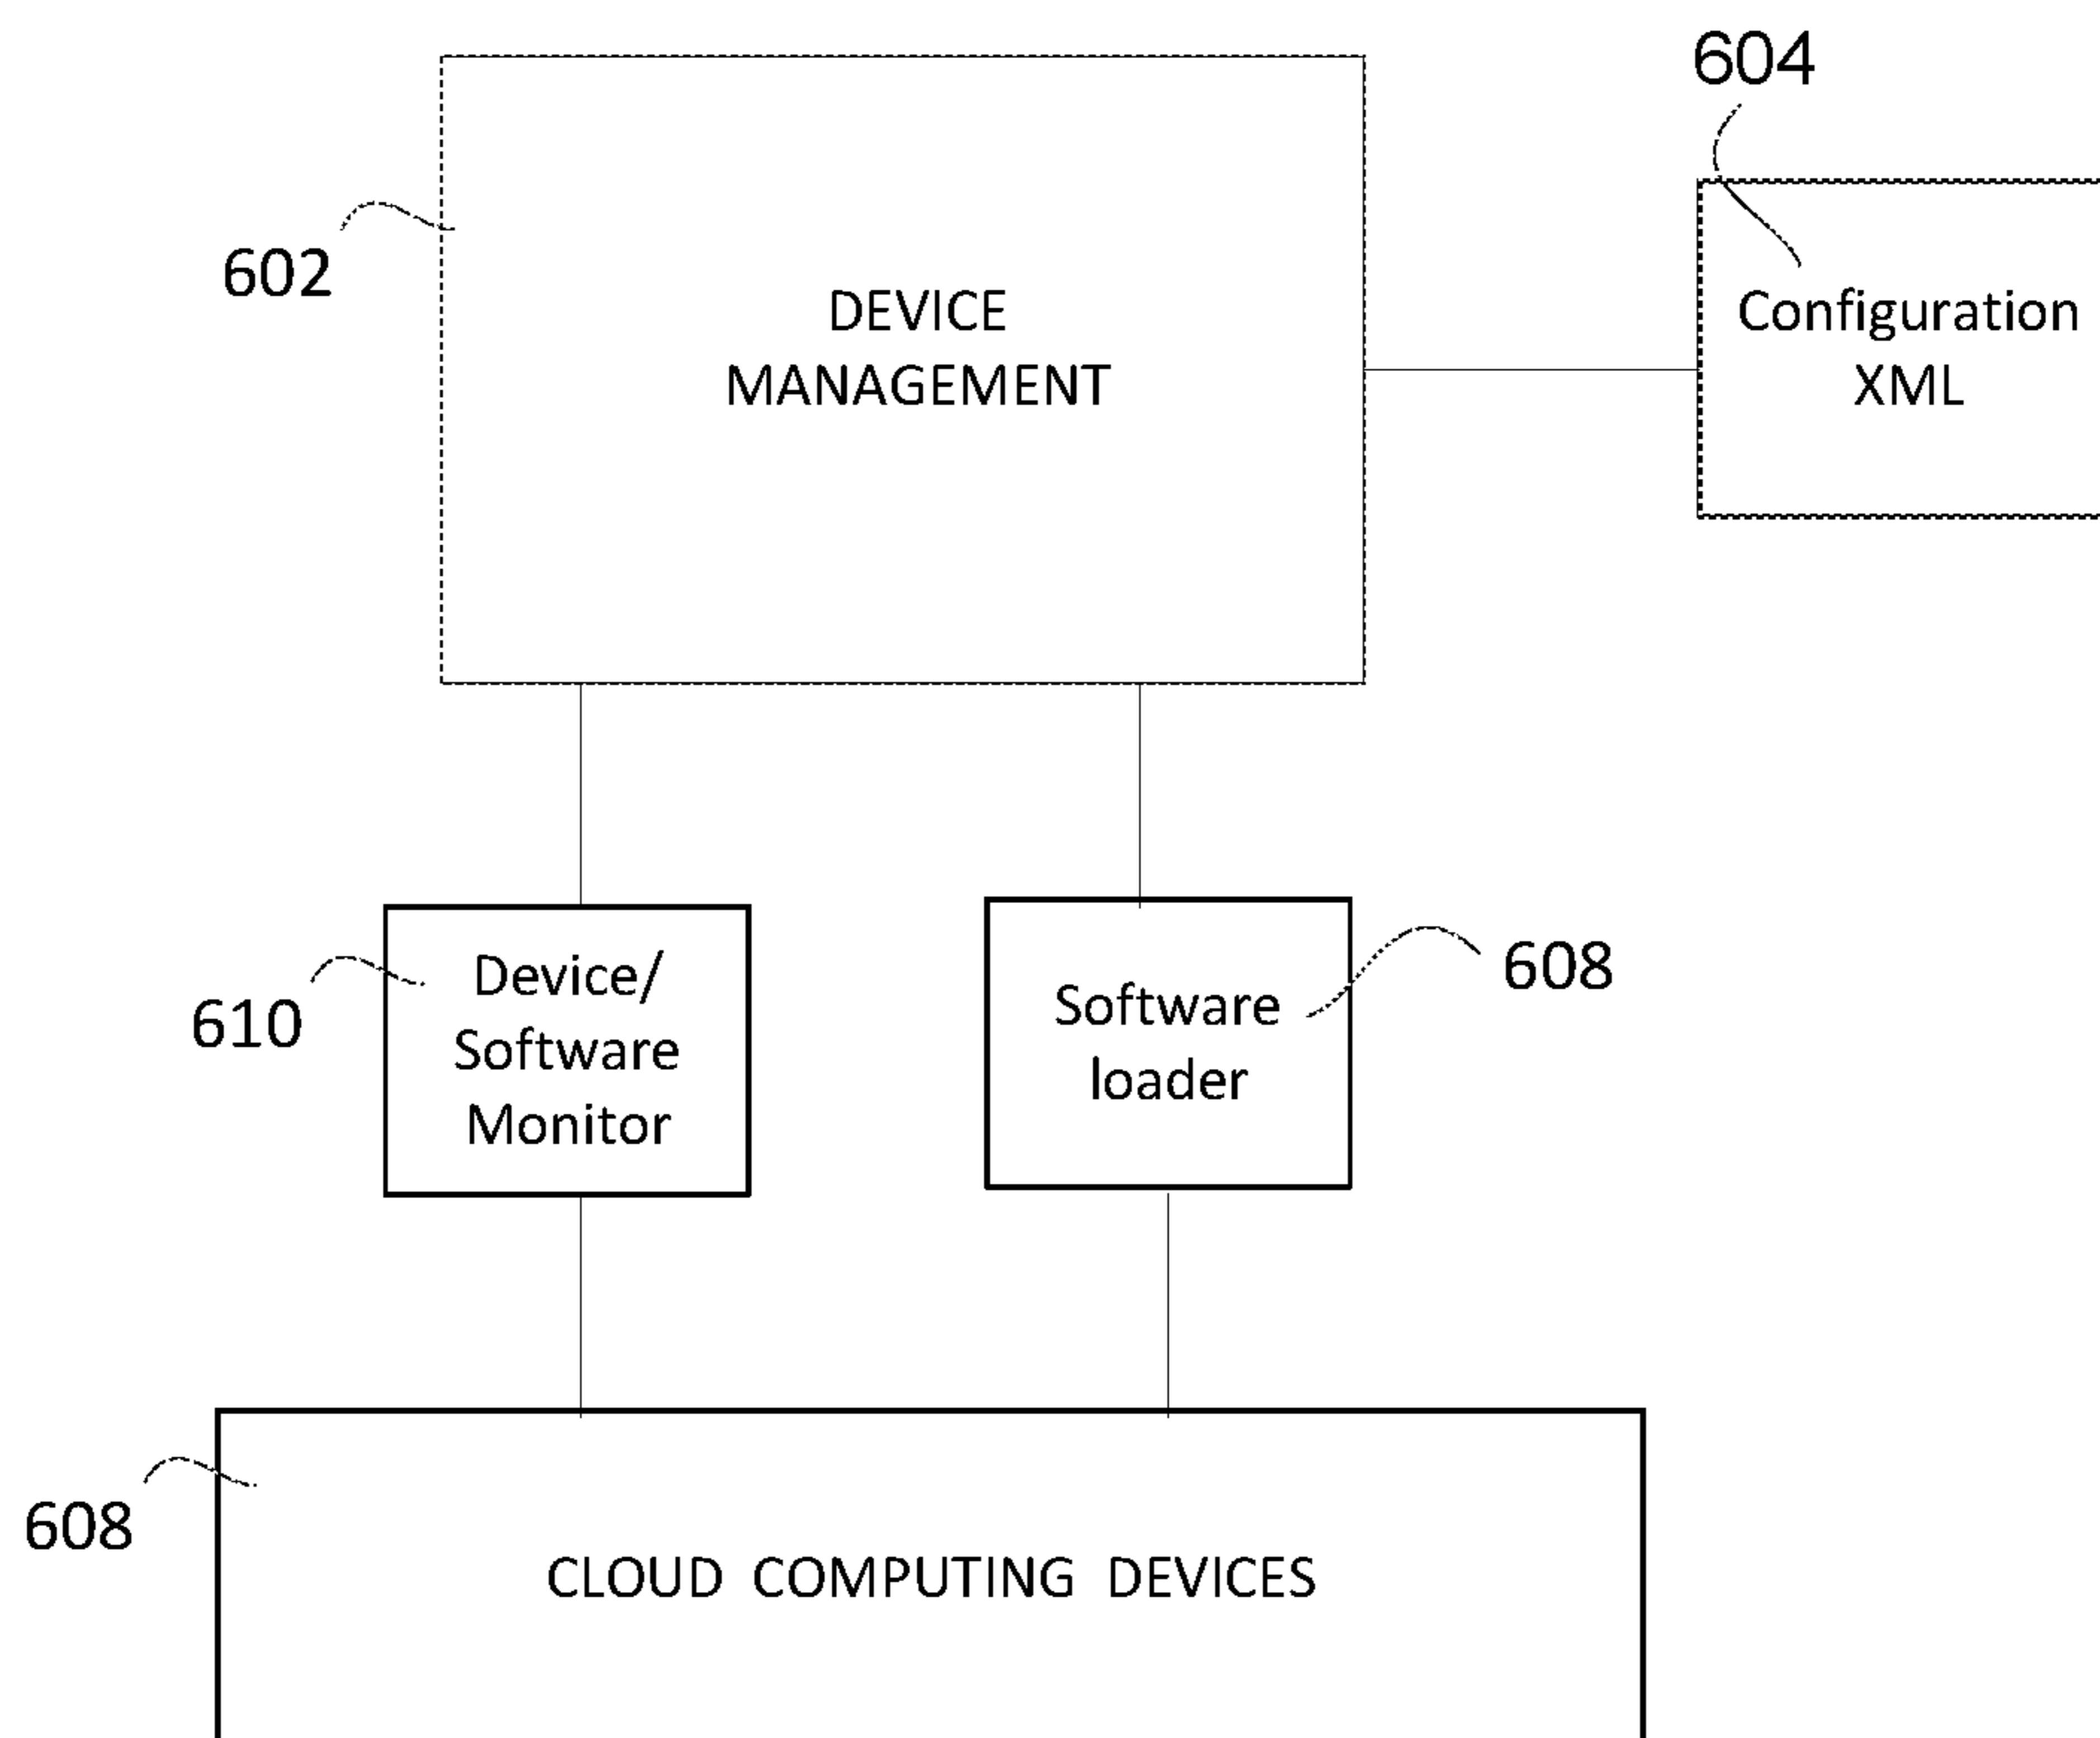 604
602
DEVICE
MANAGEMENT
Configuration
XML
610
Device/
Software
Monitor
Software
loader
608
608
CLOUD COMPUTING DEVICES